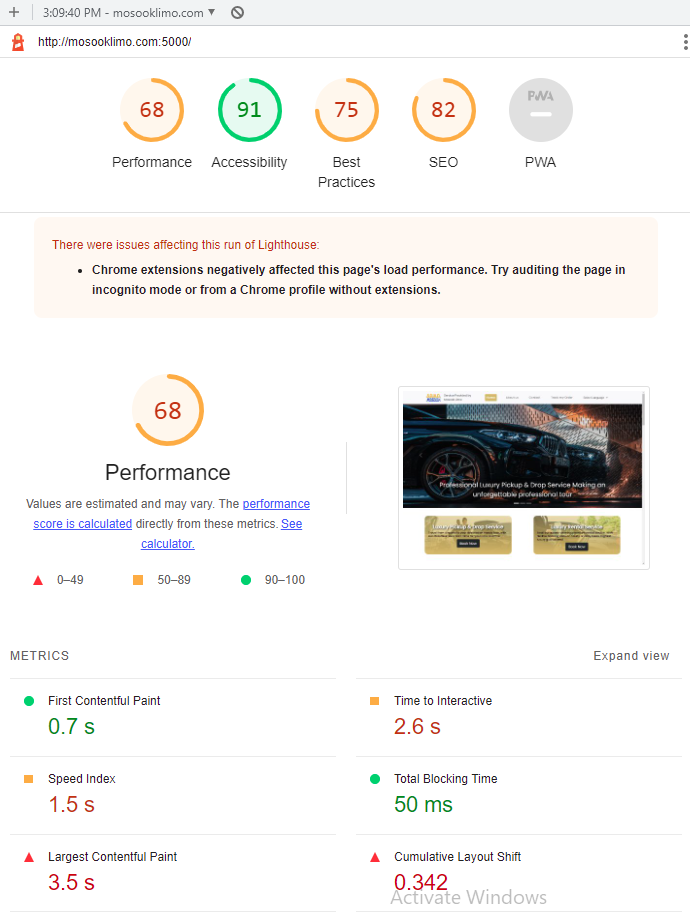 3:09:40 PM - mosooklimo.com
http://mosooklimo.com:5000/
68
91
75
82
PWA
Performance
Accessibility
Best
Practices
SEO
PWA
There were issues affecting this run of Lighthouse:
• Chrome extensions negatively affected this page's load performance. Try auditing the page in
incognito mode or from a Chrome profile without extensions.
68
Performance
Values are estimated and may vary. The performance
score is calculated directly from these metrics. See
calculator.
0–49
50–89
90–100
Professional Luxury Pickup & Drop Service Making an
unforgettable professional tour
Luxury Pickup & Drop Service
Book Now
Luxury Rental Service
Book Now
METRICS
Expand view
First Contentful Paint
0.7 s
Time to Interactive
2.6 s
Speed Index
1.5 s
Total Blocking Time
50 ms
Largest Contentful Paint
3.5 s
Cumulative Layout Shift
0.342
Activate Windows